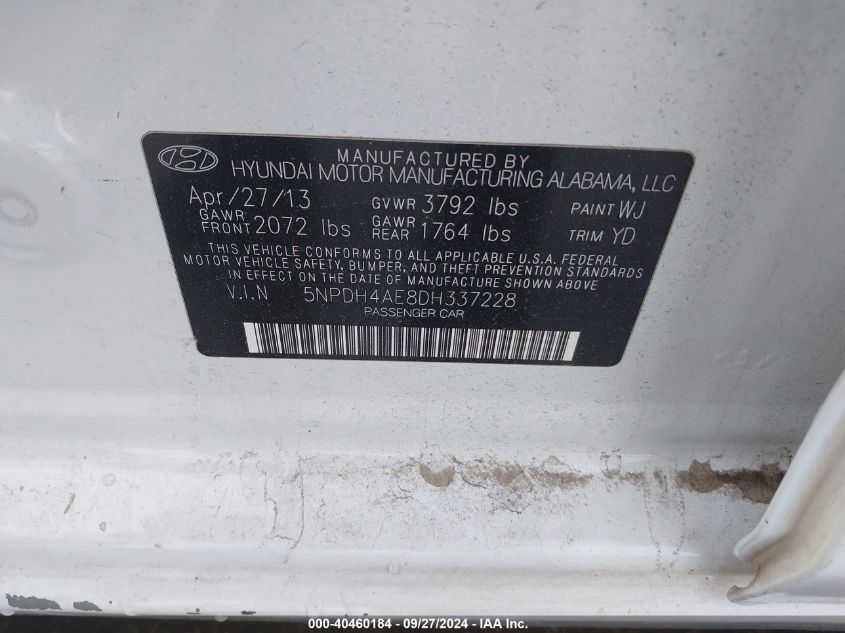 MANUFACTURED BY
HYUNDAI MOTOR MANUFACTURING ALABAMA, LLC
Apr/27/13 GVWR 3792 lbs PAINT WJ
GAWR FRONT 2072 lbs GAWR REAR 1764 lbs TRIM YD
THIS VEHICLE CONFORMS TO ALL APPLICABLE U.S.A. FEDERAL
MOTOR VEHICLE SAFETY, BUMPER, AND THEFT PREVENTION STANDARDS
IN EFFECT ON THE DATE OF MANUFACTURE SHOWN ABOVE
V.I.N 5NPDH4AE8DH337228
PASSENGER CAR
000-40460184 - 09/27/2024 - IAA Inc.